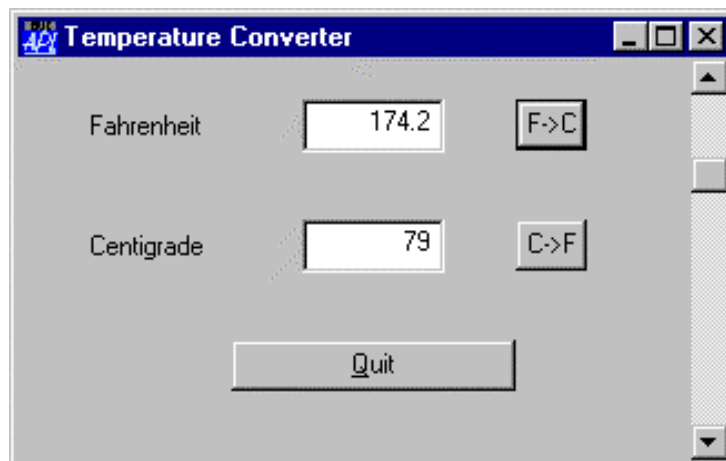 Temperature Converter
Fahrenheit 174.2 F->C
Centigrade 79 C->F
Quit